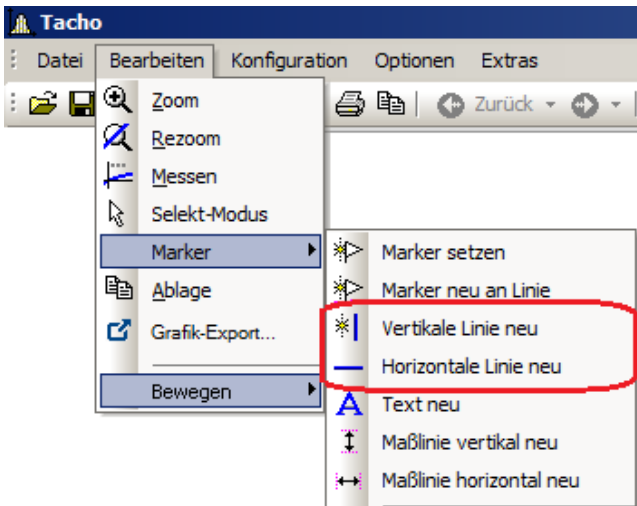 Tacho
Datei Bearbeiten Konfiguration Optionen Extras
Zurück
Zoom
Rezoom
Messen
Selekt-Modus
Marker
Ablage
Grafik-Export...
Bewegen
Marker setzen
Marker neu an Linie
Vertikale Linie neu
Horizontale Linie neu
Text neu
Maßlinie vertikal neu
Maßlinie horizontal neu